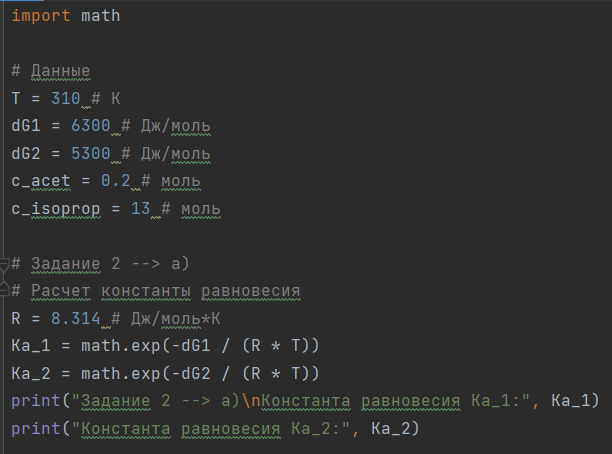 import math
# Данные
T = 310 # К
dG1 = 6300 # Дж/моль
dG2 = 5300 # Дж/моль
c_acet = 0.2 # моль
c_isoprop = 13 # моль
# Задание 2 --> а)
# Расчет константы равновесия
R = 8.314 # Дж/моль*К
Ka_1 = math.exp(-dG1 / (R * T))
Ka_2 = math.exp(-dG2 / (R * T))
print("Задание 2 --> а)\nКонстанта равновесия Ka_1:", Ka_1)
print("Константа равновесия Ka_2:", Ka_2)